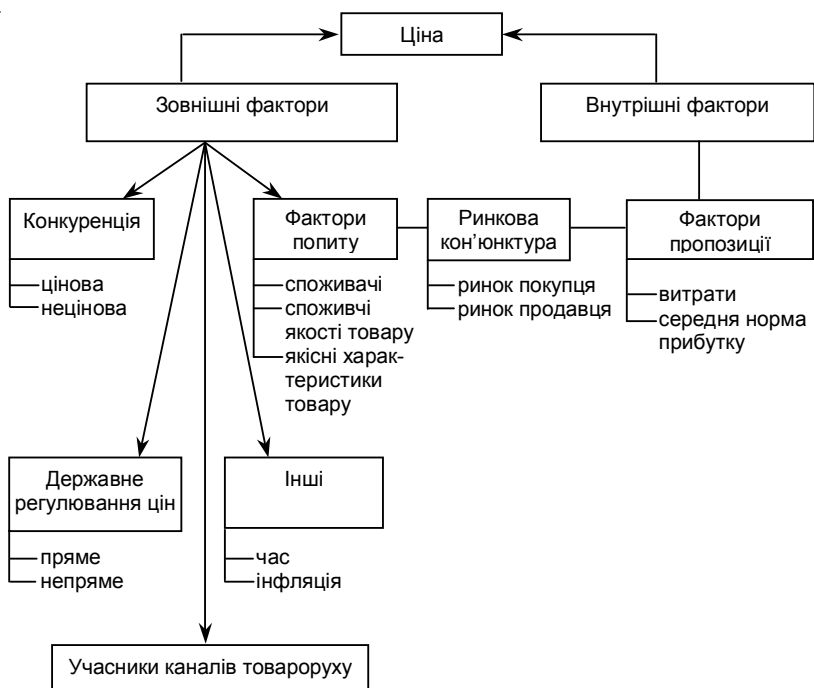 Ціна
Зовнішні фактори
Внутрішні фактори
Конкуренція
цінова
нецінова
Фактори
попиту
споживачі
споживчі
якості товару
якісні харак-
теристики
товару
Ринкова
кон’юнктура
ринок покупця
ринок продавця
Фактори
пропозиції
витрати
середня норма
прибутку
Державне
регулювання цін
пряме
непряме
Інші
час
інфляція
Учасники каналів товароруху